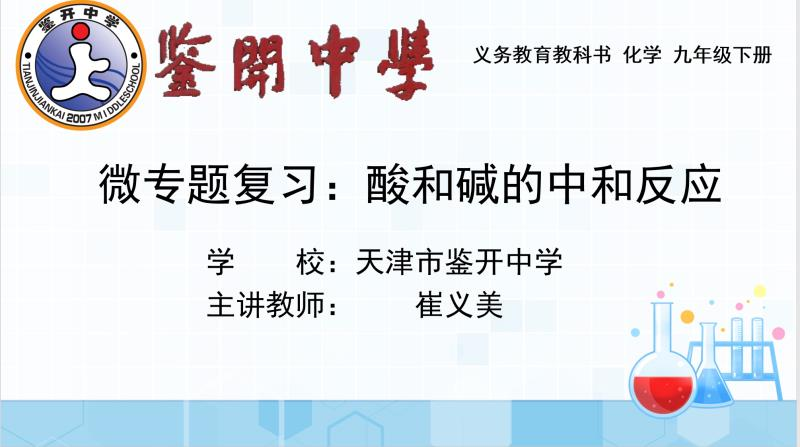 鉴开中学
TIANJINJIANKAI 2007 MIDDLESCHOOL
鉴開中学
义务教育教科书 化学 九年级下册
微专题复习：酸和碱的中和反应
学 校：天津市鉴开中学
主讲教师： 崔义美